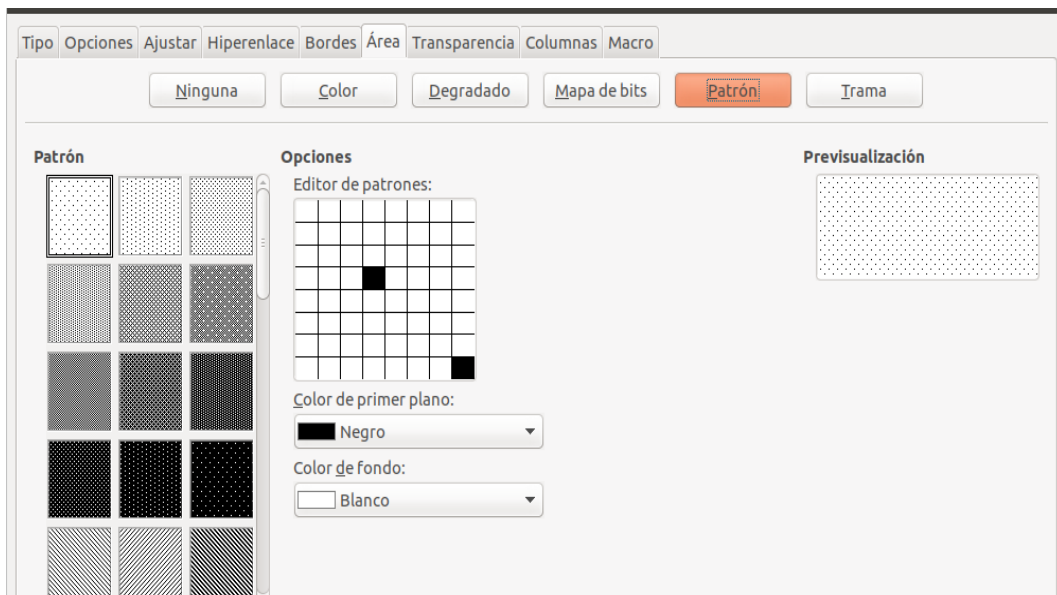 Tipo Opciones Ajustar Hiperenlace Bordes Área Transparencia Columnas Macro
Ninguna Color Degradado Mapa de bits Patrón Trama
Patrón Opciones Previsualización
Editor de patrones:
Color de primer plano:
Negro
Color de fondo:
Blanco